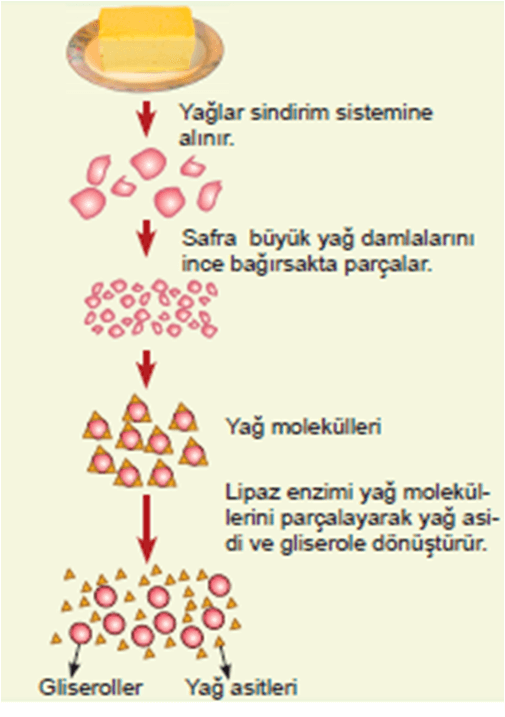 Yağlar sindirim sistemine
alınır.
Safra büyük yağ damlalarını
ince bağırsakta parçalar.
Yağ molekülleri
Lipaz enzimi yağ molekül-
lerini parçalayarak yağ asi-
di ve gliserole dönüştürür.
Gliseroller
Yağ asitleri